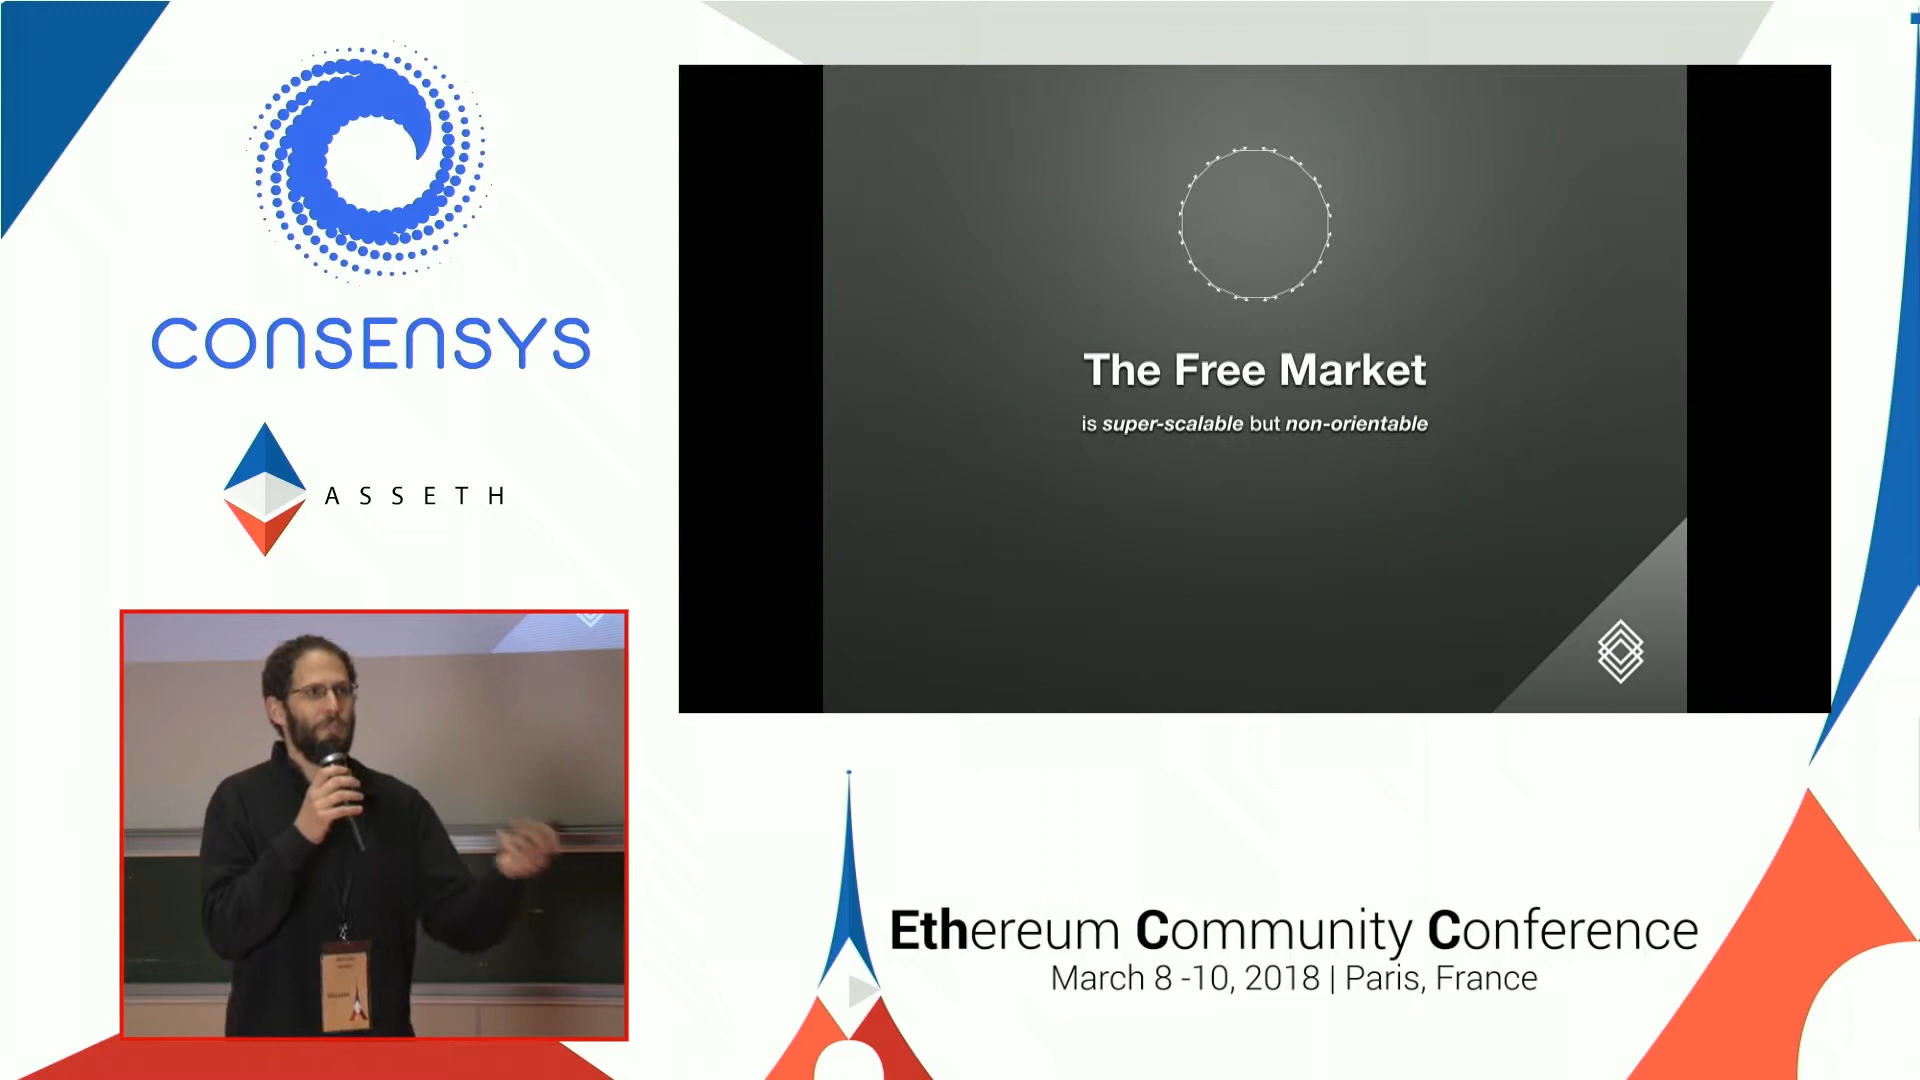 CONSENSYS
ASSETH
The Free Market
is super-scalable but non-orientable
Ethereum Community Conference
March 8 -10, 2018 | Paris, France